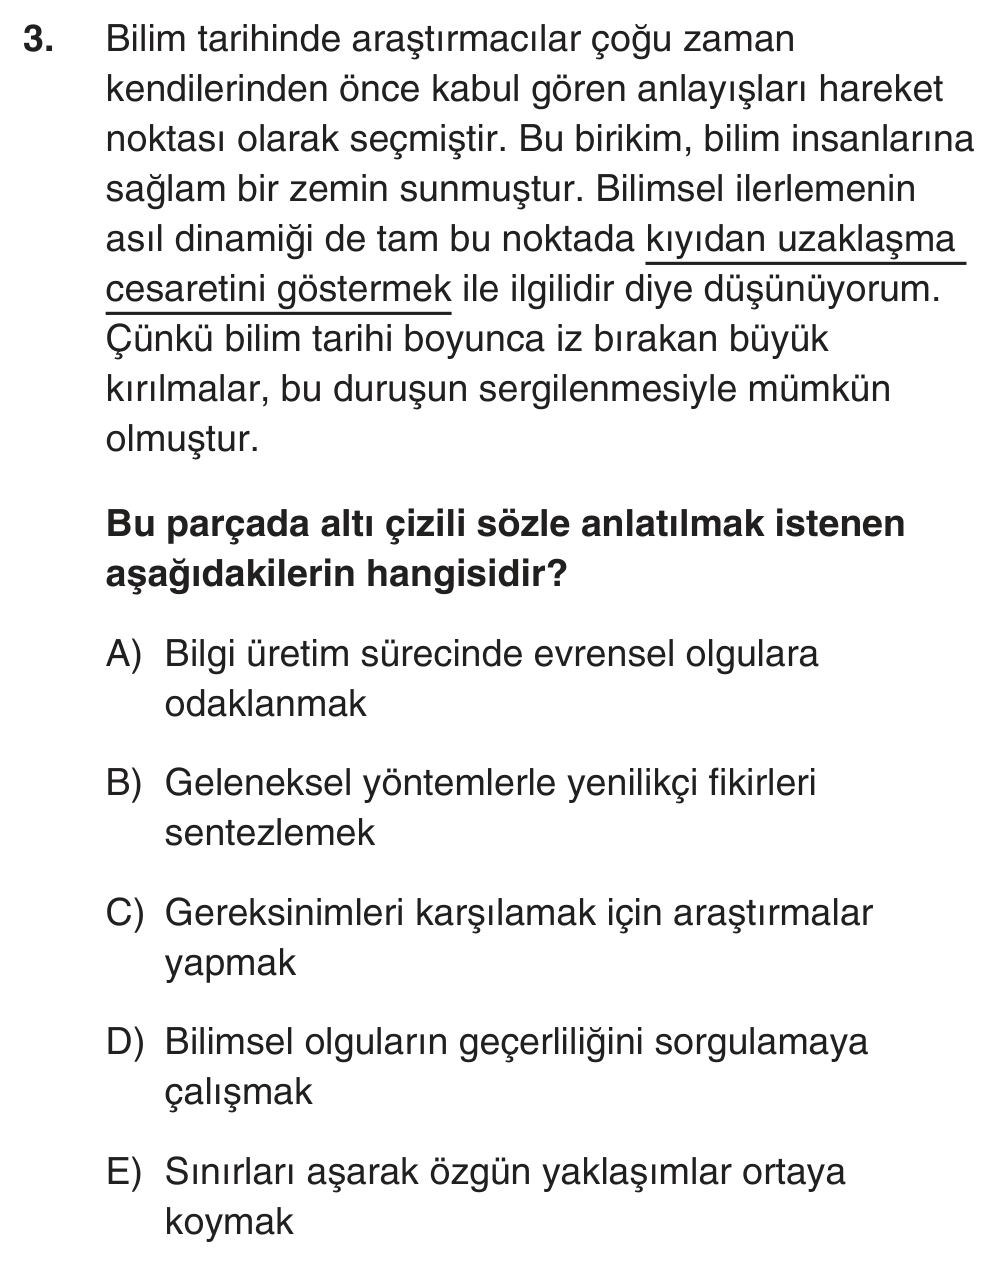 3. Bilim tarihinde araştırmacılar çoğu zaman
kendilerinden önce kabul gören anlayışları hareket
noktası olarak seçmiştir. Bu birikim, bilim insanlarına
sağlam bir zemin sunmuştur. Bilimsel ilerlemenin
asıl dinamiği de tam bu noktada kıyıdan uzaklaşma
cesaretini göstermek ile ilgilidir diye düşünüyorum.
Çünkü bilim tarihi boyunca iz bırakan büyük
kırılmalar, bu duruşun sergilenmesiyle mümkün
olmuştur.
Bu parçada altı çizili sözle anlatılmak istenen
aşağıdakilerin hangisidir?
A) Bilgi üretim sürecinde evrensel olgulara
odaklanmak
B) Geleneksel yöntemlerle yenilikçi fikirleri
sentezlemek
C) Gereksinimleri karşılamak için araştırmalar
yapmak
D) Bilimsel olguların geçerliliğini sorgulamaya
çalışmak
E) Sınırları aşarak özgün yaklaşımlar ortaya
koymak